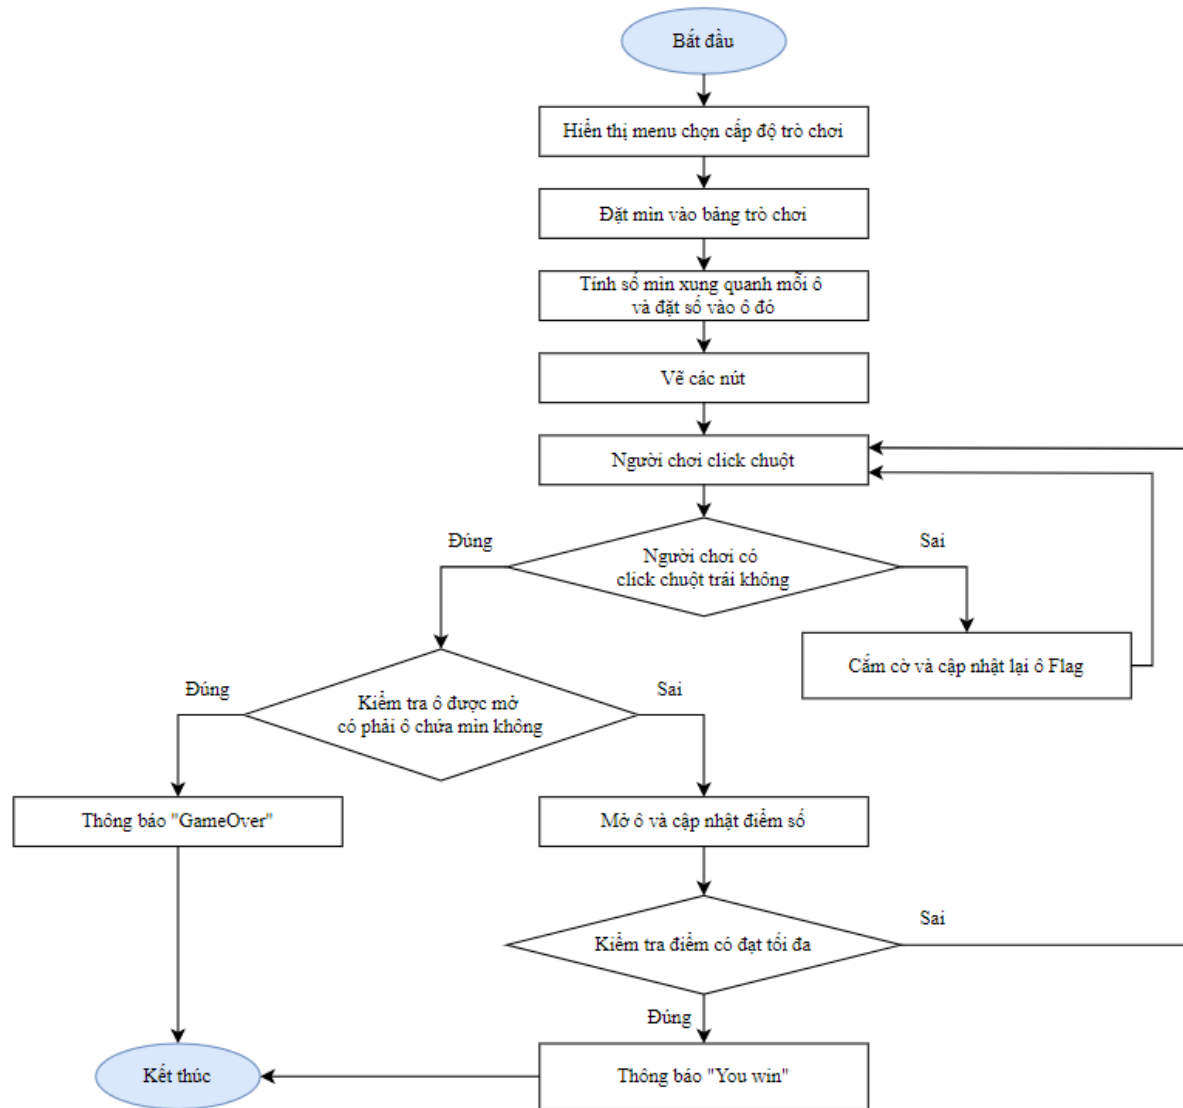 Bắt đầu
Hiển thị menu chọn cấp độ trò chơi
Đặt mìn vào bảng trò chơi
Tính số mìn xung quanh mỗi ô
và đặt số vào ô đó
Vẽ các nút
Người chơi click chuột
Đúng
Người chơi có
click chuột trái không
Sai
Cắm cờ và cập nhật lại ô Flag
Đúng
Kiểm tra ô được mở
có phải ô chứa mìn không
Sai
Thông báo "GameOver"
Mở ô và cập nhật điểm số
Kiểm tra điểm có đạt tối đa
Sai
Đúng
Kết thúc
Thông báo "You win"